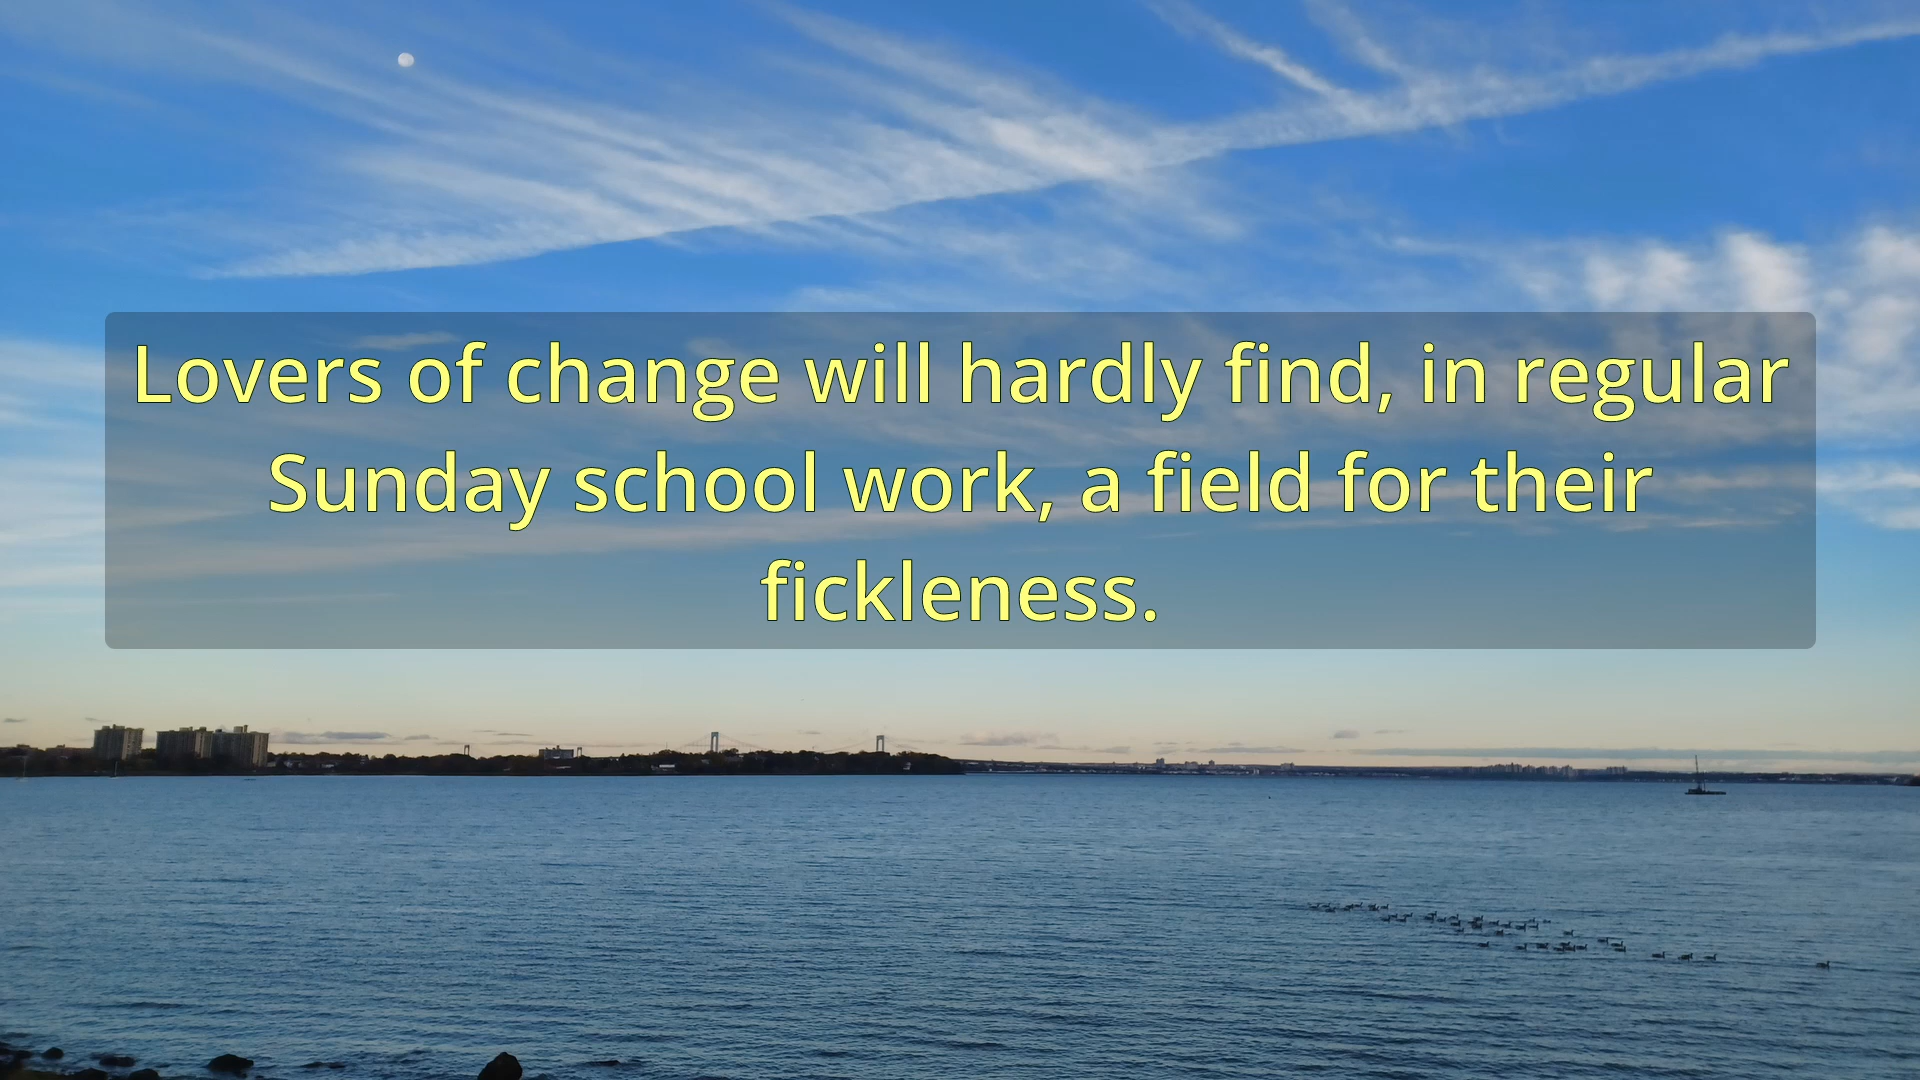 Lovers of change will hardly find, in regular
Sunday school work, a field for their
fickleness.